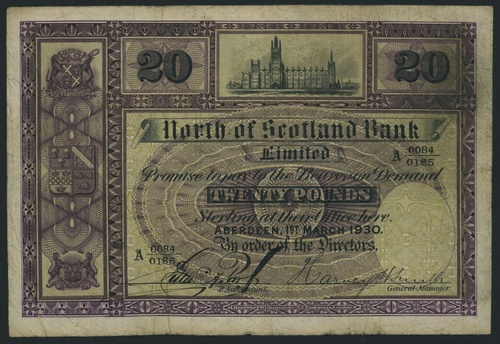 20 20
North of Scotland Bank
Limited
A 0084
0185
Promise to pay to the Bearer on Demand
TWENTY POUNDS
Sterling at their Office here.
ABERDEEN, 1ST MARCH 1930.
By order of the Directors.
A 0084
0185
Harvey H Smith
Accountant. General Manager.